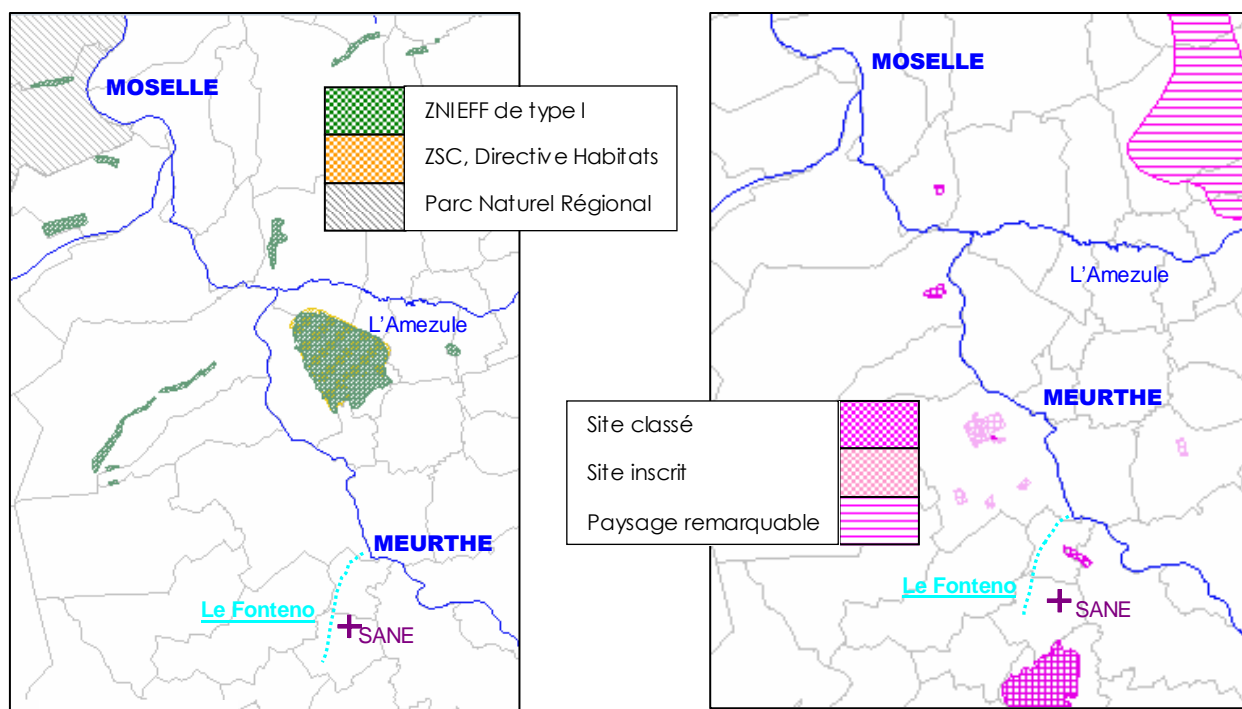 MOSELLE
ZNIEFF de type I
ZSC, Directive Habitats
Parc Naturel Régional
L'Amezule
MEURTHE
Le Fonteno
SANE
MOSELLE
L'Amezule
MEURTHE
Site classé
Site inscrit
Paysage remarquable
Le Fonteno
SANE